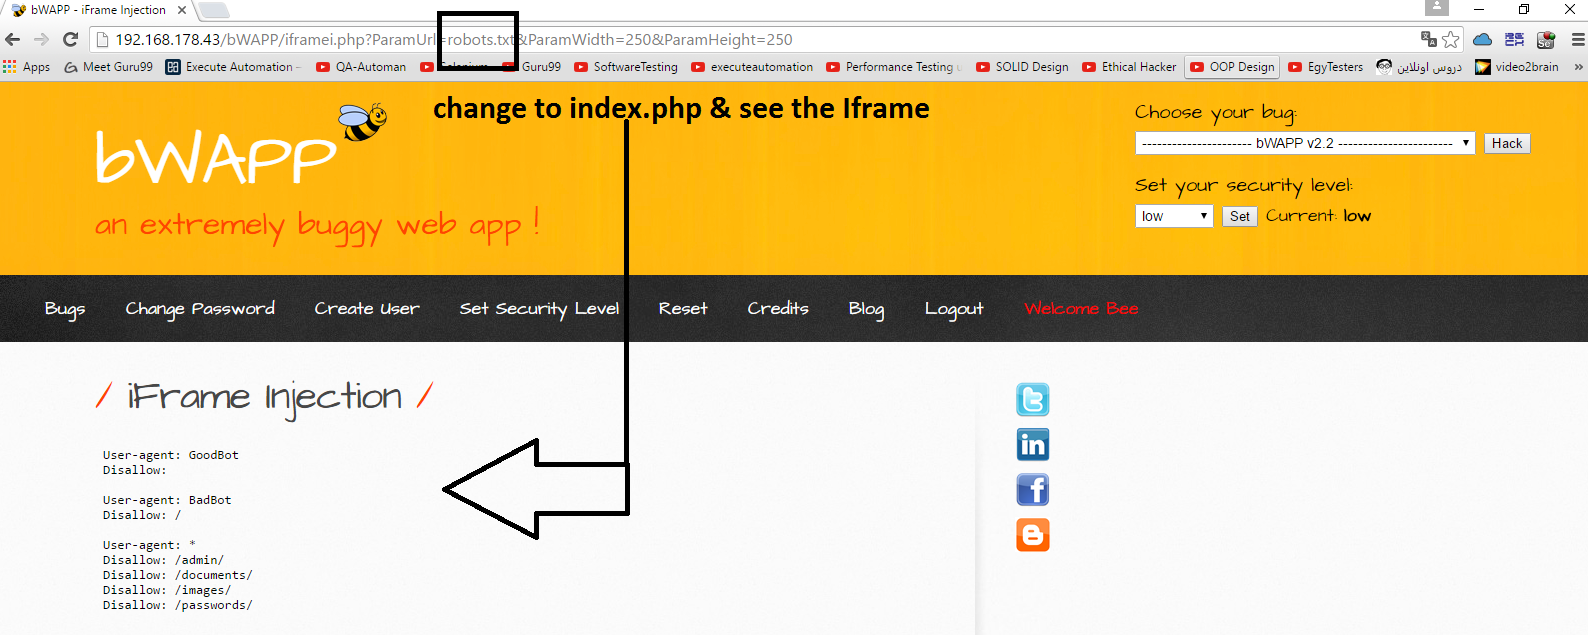 bWAPP - iFrame Injection
192.168.178.43/bWAPP/iframei.php?ParamUrl=robots.txt&ParamWidth=250&ParamHeight=250
Apps Meet Guru99 Execute Automation - QA-Automan Selenium Guru99 SoftwareTesting executeautomation Performance Testing u SOLID Design Ethical Hacker OOP Design EgyTesters دروس اونلاين video2brain »
change to index.php & see the Iframe
bWAPP
an extremely buggy web app !
Choose your bug:
---------------------- bWAPP v2.2 ----------------------- Hack
Set your security level:
low Set Current: low
Bugs Change Password Create User Set Security Level Reset Credits Blog Logout Welcome Bee
/ iFrame Injection /
User-agent: GoodBot
Disallow:
User-agent: BadBot
Disallow: /
User-agent: *
Disallow: /admin/
Disallow: /documents/
Disallow: /images/
Disallow: /passwords/